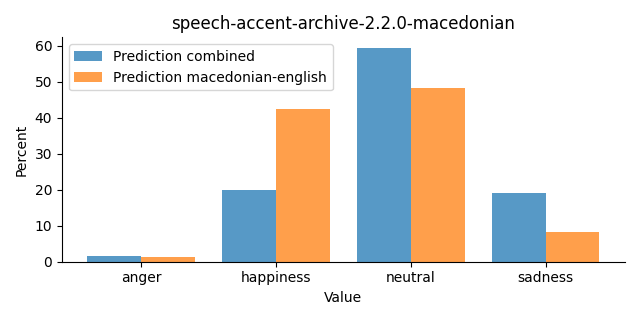 speech-accent-archive-2.2.0-macedonian
Prediction combined
Prediction macedonian-english
Percent
60
50
40
30
20
10
0
anger happiness neutral sadness
Value